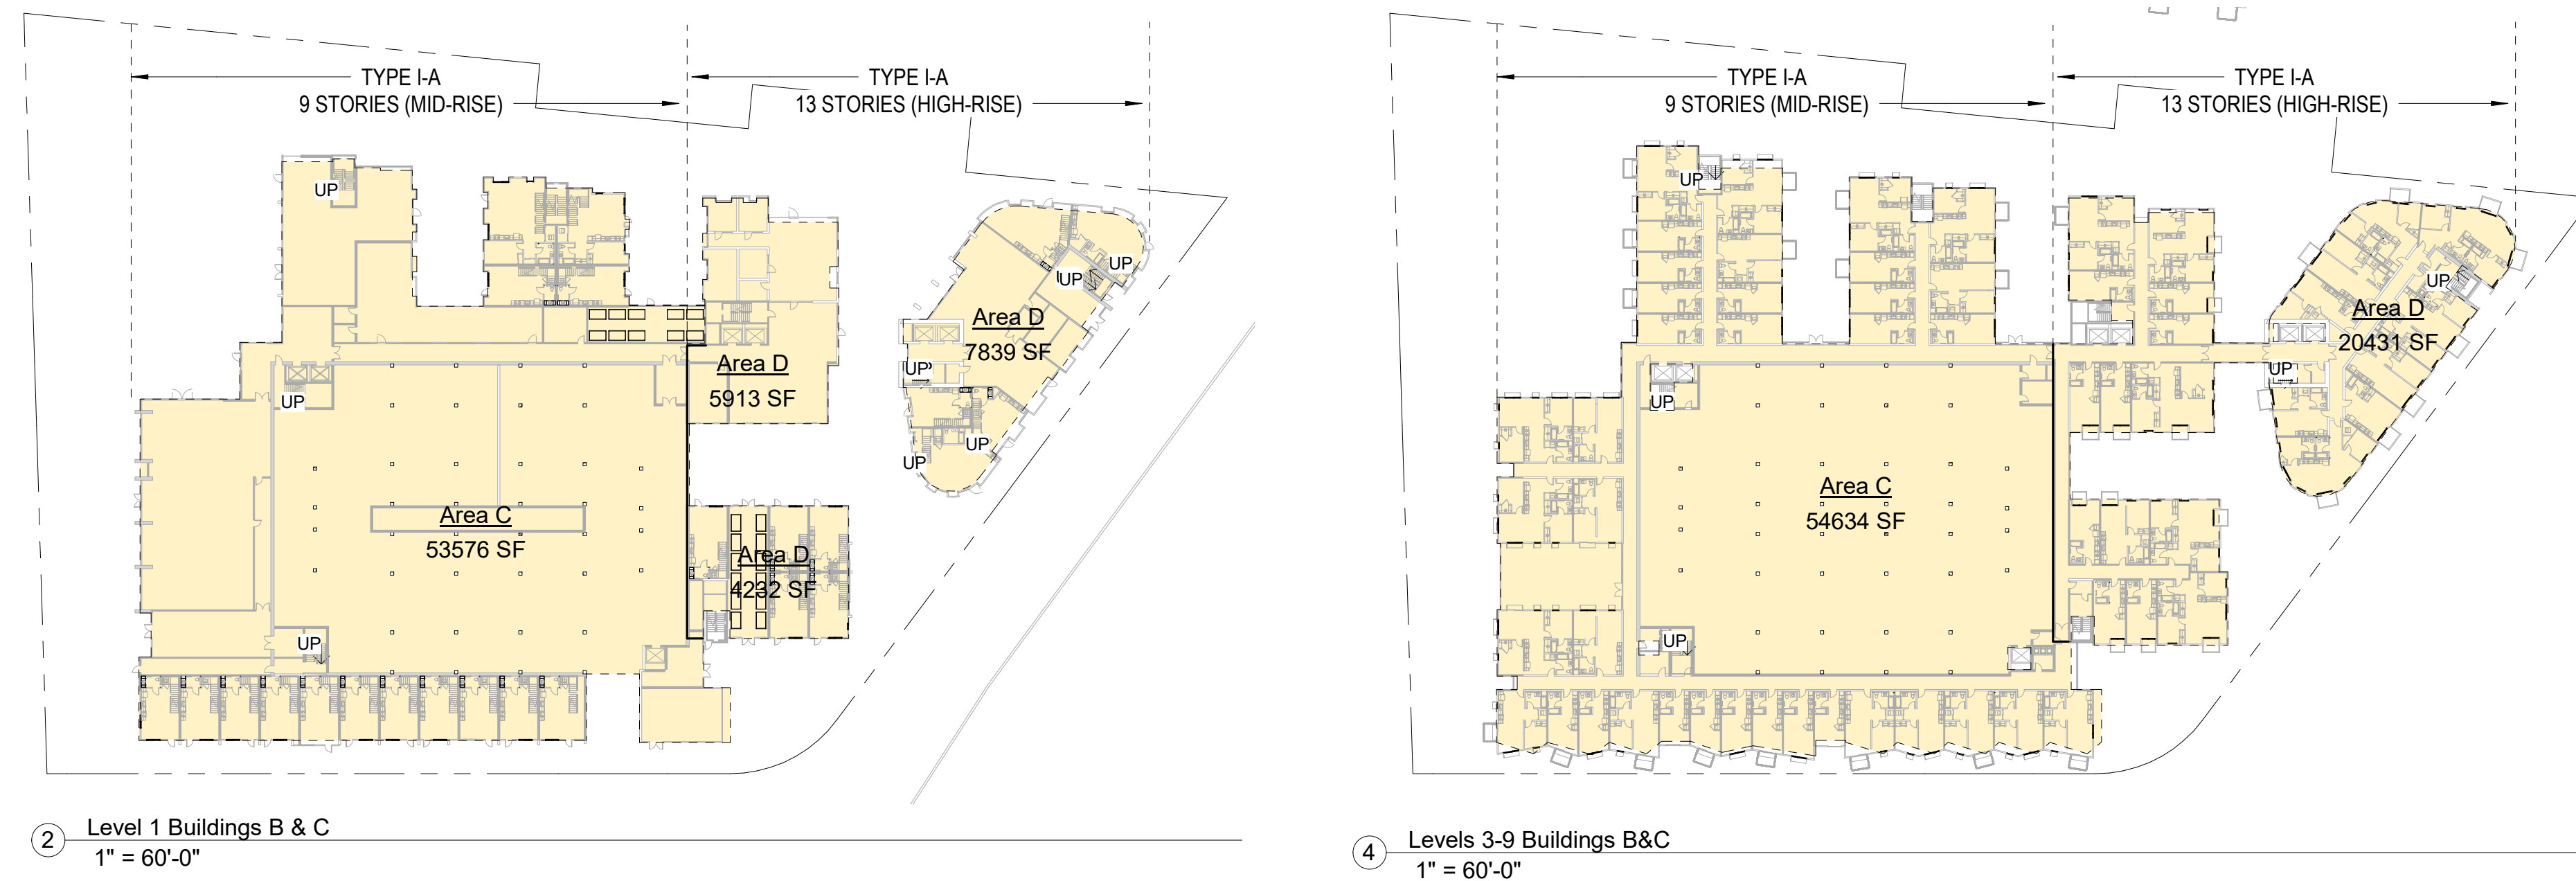 TYPE I-A
9 STORIES (MID-RISE)
TYPE I-A
13 STORIES (HIGH-RISE)
UP
UP
UP
Area D
7839 SF
UP
Area D
5913 SF
UP
UP
UP
Area C
53576 SF
Area D
4232 SF
UP
2
Level 1 Buildings B & C
1" = 60'-0"
TYPE I-A
9 STORIES (MID-RISE)
TYPE I-A
13 STORIES (HIGH-RISE)
UP
UP
Area D
20431 SF
UP
UP
Area C
54634 SF
UP
4
Levels 3-9 Buildings B&C
1" = 60'-0"